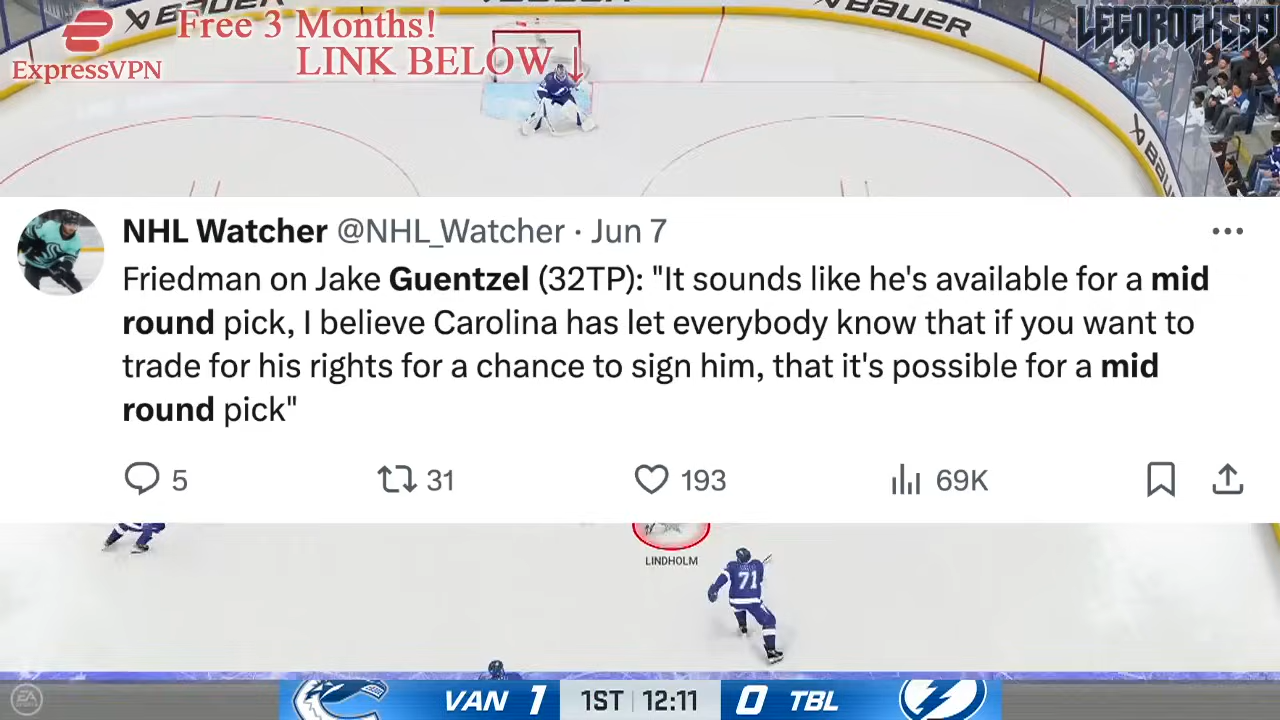 BAUER
BAUER
Free 3 Months!
LINK BELOW ↓
ExpressVPN
LEGOROCKS99
NHL Watcher @NHL_Watcher · Jun 7
Friedman on Jake Guentzel (32TP): "It sounds like he's available for a mid
round pick, I believe Carolina has let everybody know that if you want to
trade for his rights for a chance to sign him, that it's possible for a mid
round pick"
5 31 193 69K
LINDHOLM
71
EA
VAN 1 1ST 12:11 0 TBL